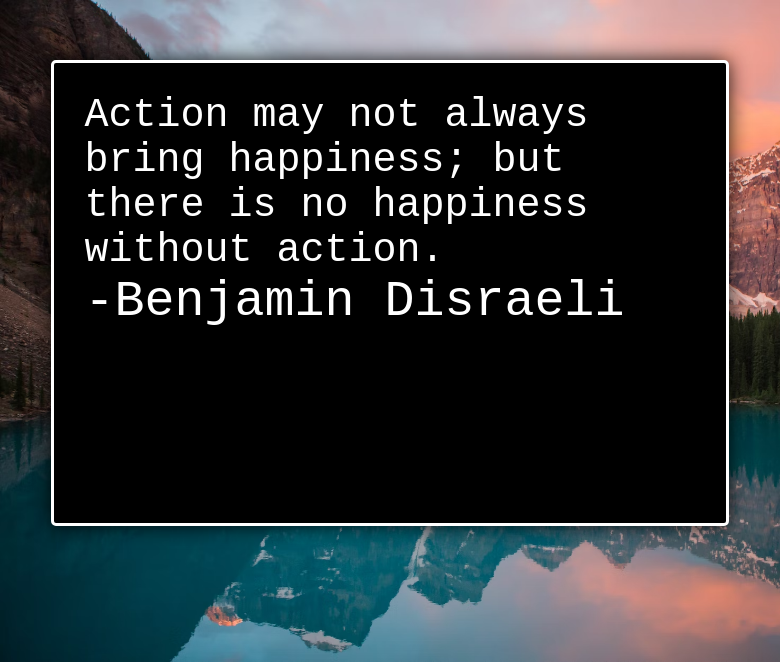 Action may not always
bring happiness; but
there is no happiness
without action.
-Benjamin Disraeli